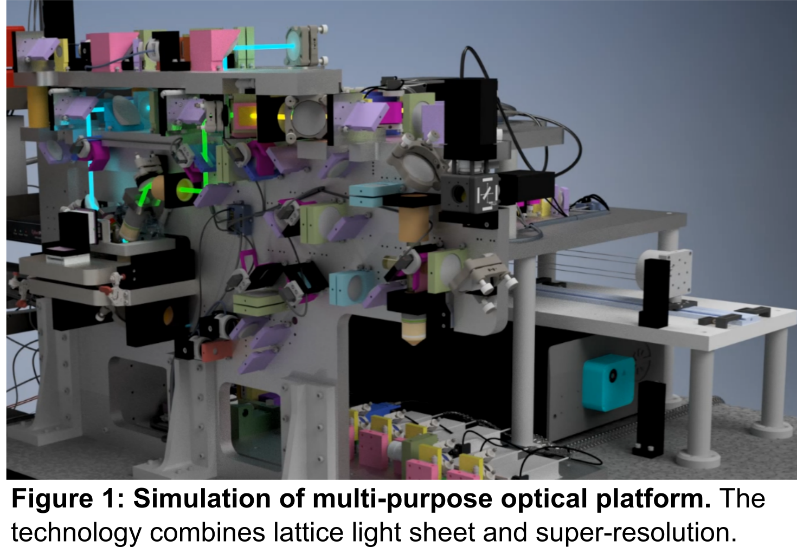 Figure 1: Simulation of multi-purpose optical platform. The
technology combines lattice light sheet and super-resolution.